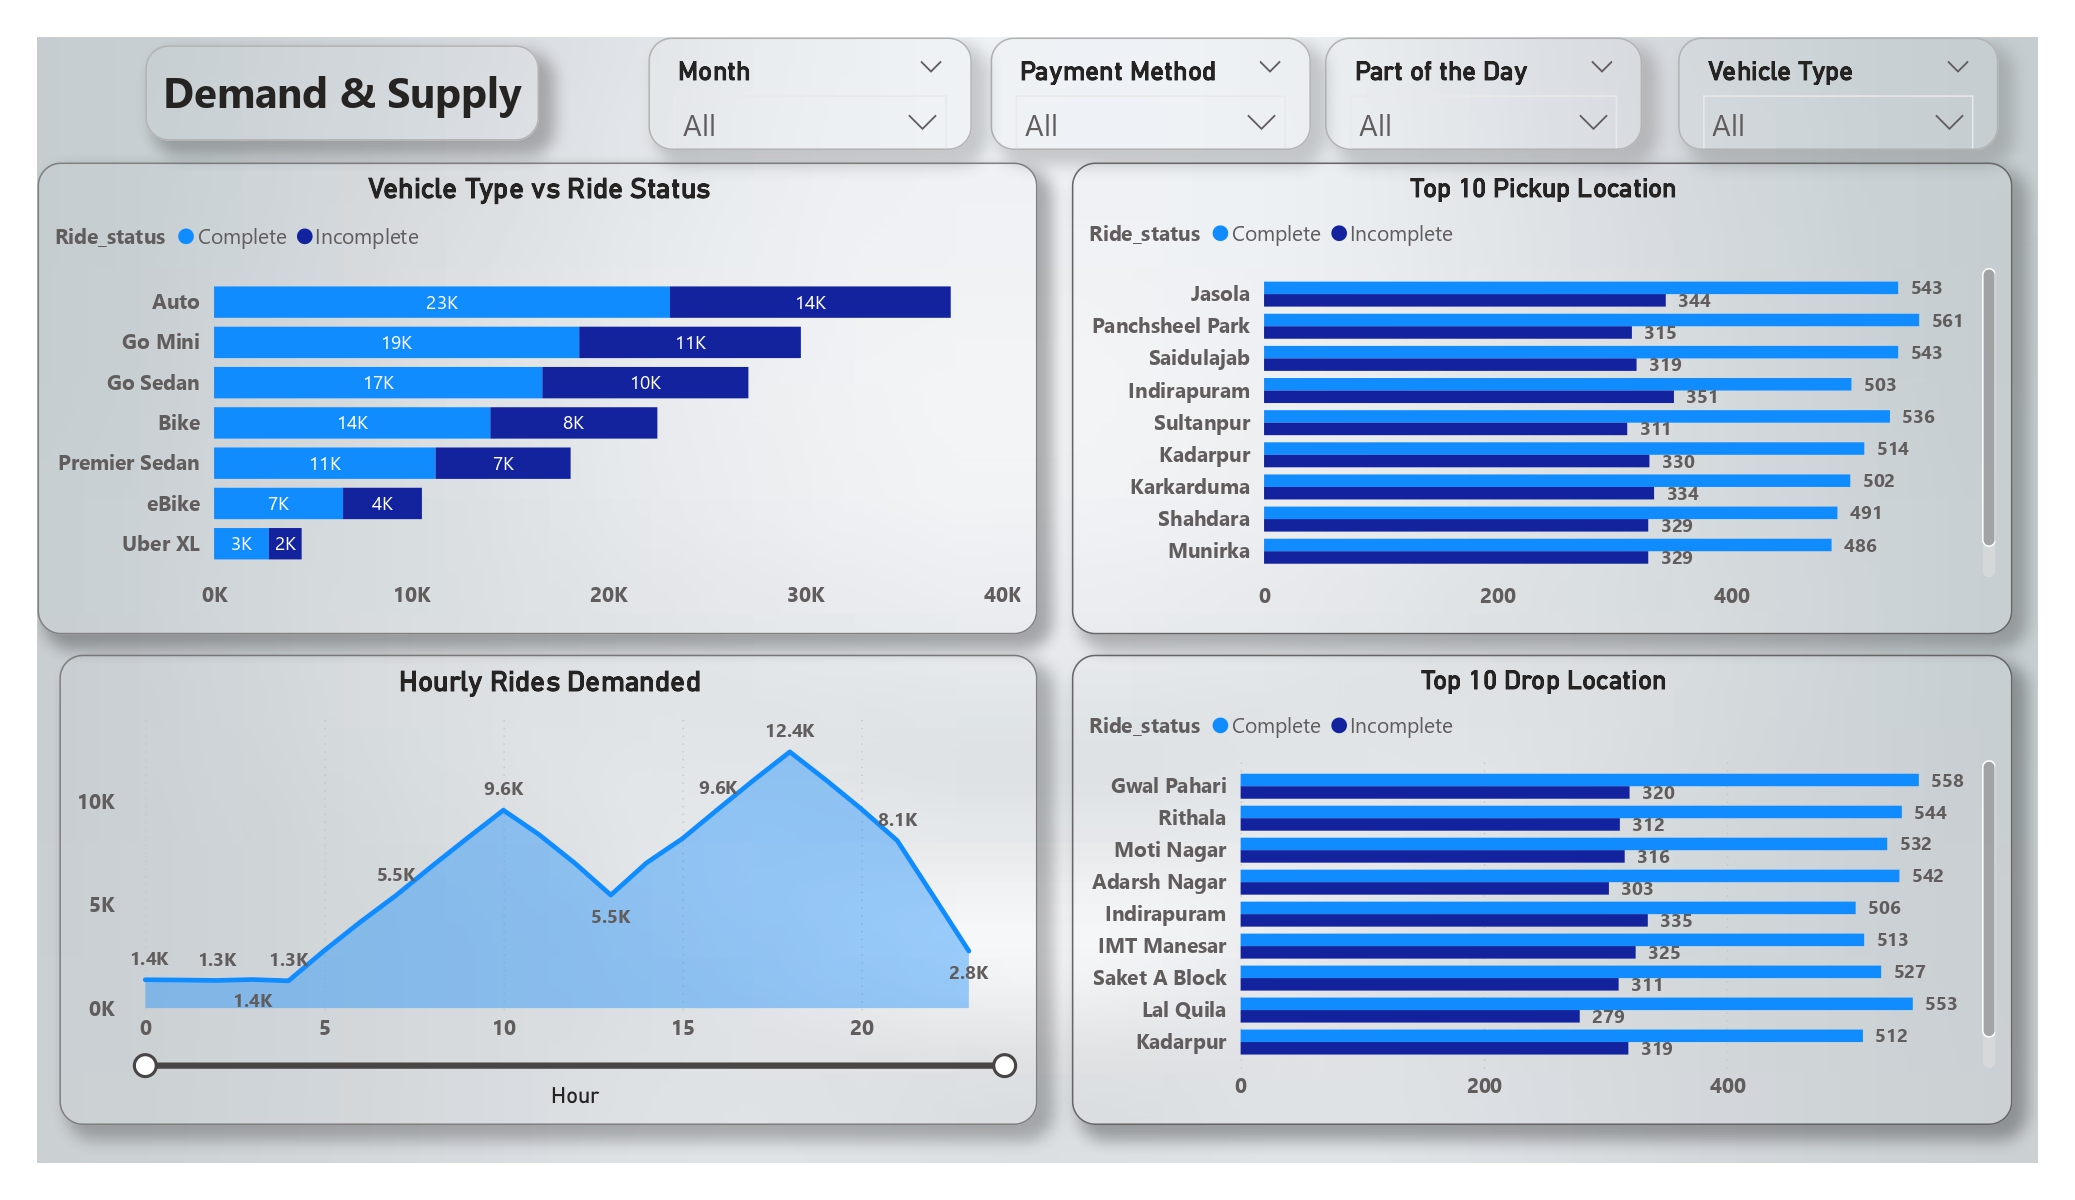 Demand & Supply
Month
All
Payment Method
All
Part of the Day
All
Vehicle Type
All
Vehicle Type vs Ride Status
Ride_status Complete Incomplete
Auto 23K 14K
Go Mini 19K 11K
Go Sedan 17K 10K
Bike 14K 8K
Premier Sedan 11K 7K
eBike 7K 4K
Uber XL 3K 2K
0K 10K 20K 30K 40K
Top 10 Pickup Location
Ride_status Complete Incomplete
Jasola 543 344
Panchsheel Park 561 315
Saidulajab 543 319
Indirapuram 503 351
Sultanpur 536 311
Kadarpur 514 330
Karkarduma 502 334
Shahdara 491 329
Munirka 486 329
0 200 400
Hourly Rides Demanded
12.4K
9.6K 9.6K
10K
8.1K
5.5K
5K
5.5K
1.4K 1.3K 1.3K
2.8K
1.4K
0K
0 5 10 15 20
Hour
Top 10 Drop Location
Ride_status Complete Incomplete
Gwal Pahari 558 320
Rithala 544 312
Moti Nagar 532 316
Adarsh Nagar 542 303
Indirapuram 506 335
IMT Manesar 513 325
Saket A Block 527 311
Lal Quila 553 279
Kadarpur 512 319
0 200 400